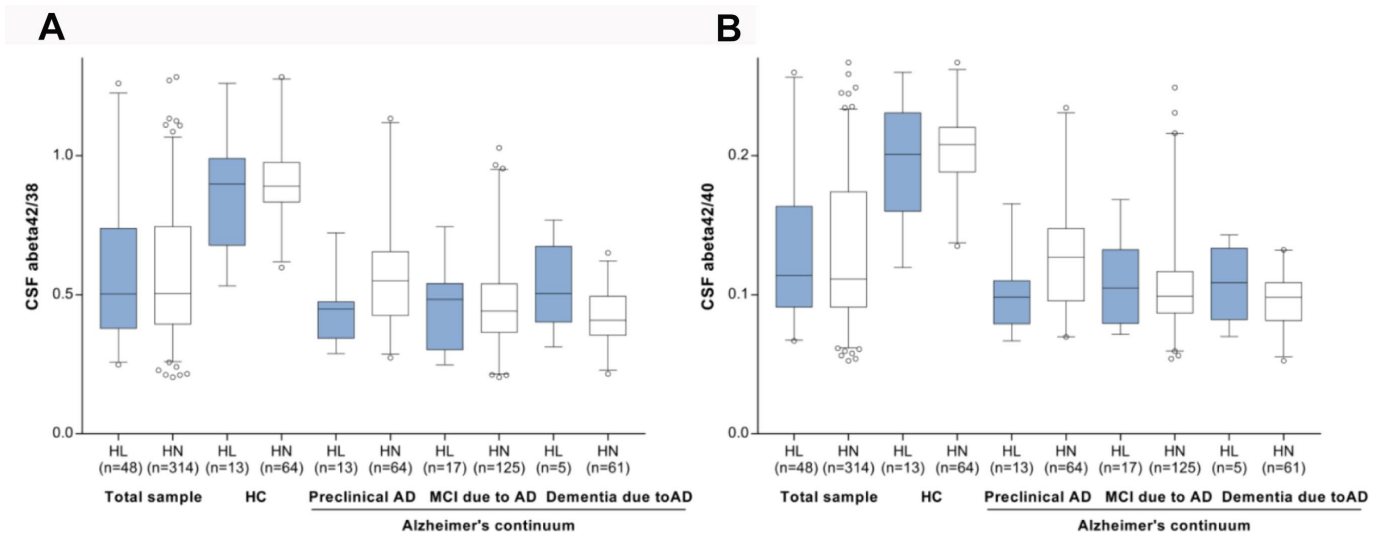 A
CSF abeta42/38
1.0
0.5
0.0
HL HN HL HN HL HN HL HN HL HN
(n=48) (n=314) (n=13) (n=64) (n=13) (n=64) (n=17) (n=125) (n=5) (n=61)
Total sample HC Preclinical AD MCI due to AD Dementia due toAD
Alzheimer's continuum
B
CSF abeta42/40
0.2
0.1
0.0
HL HN HL HN HL HN HL HN HL HN
(n=48) (n=314) (n=13) (n=64) (n=13) (n=64) (n=17) (n=125) (n=5) (n=61)
Total sample HC Preclinical AD MCI due to AD Dementia due toAD
Alzheimer's continuum